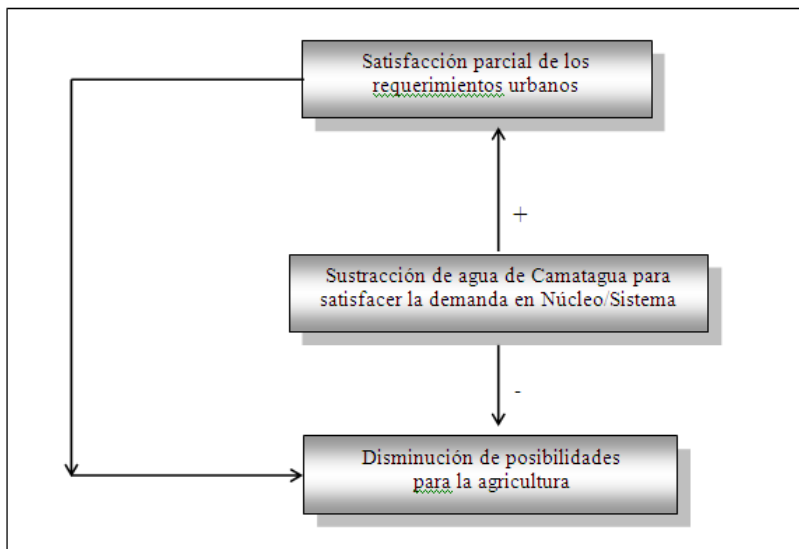 Satisfacción parcial de los
requerimientos urbanos
+
Sustracción de agua de Camatagua para
satisfacer la demanda en Núcleo/Sistema
-
Disminución de posibilidades
para la agricultura